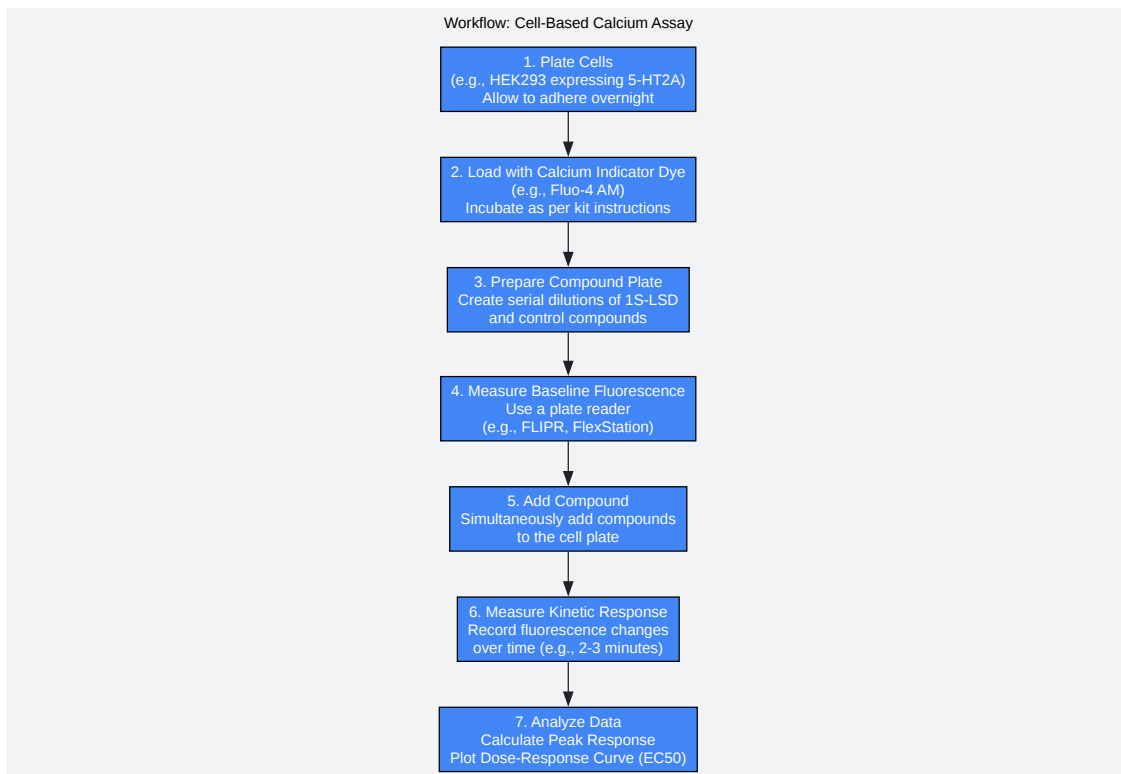 Workflow: Cell-Based Calcium Assay
1. Plate Cells
(e.g., HEK293 expressing 5-HT2A)
Allow to adhere overnight
2. Load with Calcium Indicator Dye
(e.g., Fluo-4 AM)
Incubate as per kit instructions
3. Prepare Compound Plate
Create serial dilutions of 1S-LSD
and control compounds
4. Measure Baseline Fluorescence
Use a plate reader
(e.g., FLIPR, FlexStation)
5. Add Compound
Simultaneously add compounds
to the cell plate
6. Measure Kinetic Response
Record fluorescence changes
over time (e.g., 2-3 minutes)
7. Analyze Data
Calculate Peak Response
Plot Dose-Response Curve (EC50)